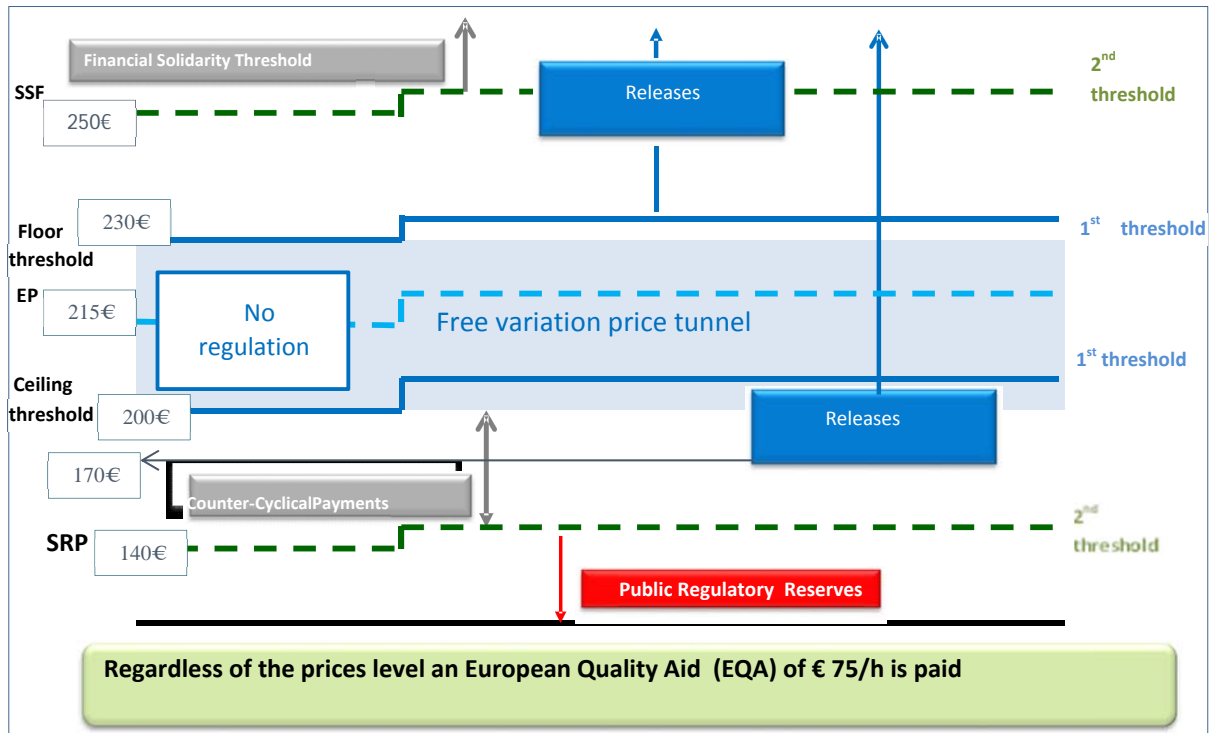 Financial Solidarity Threshold
SSF
250€
Releases
2nd
threshold
230€
Floor
threshold
1st threshold
EP
215€
No
regulation
Free variation price tunnel
1st threshold
Ceiling
threshold
200€
Releases
170€
Counter-CyclicalPayments
SRP
140€
2nd
threshold
Public Regulatory Reserves
Regardless of the prices level an European Quality Aid (EQA) of € 75/h is paid